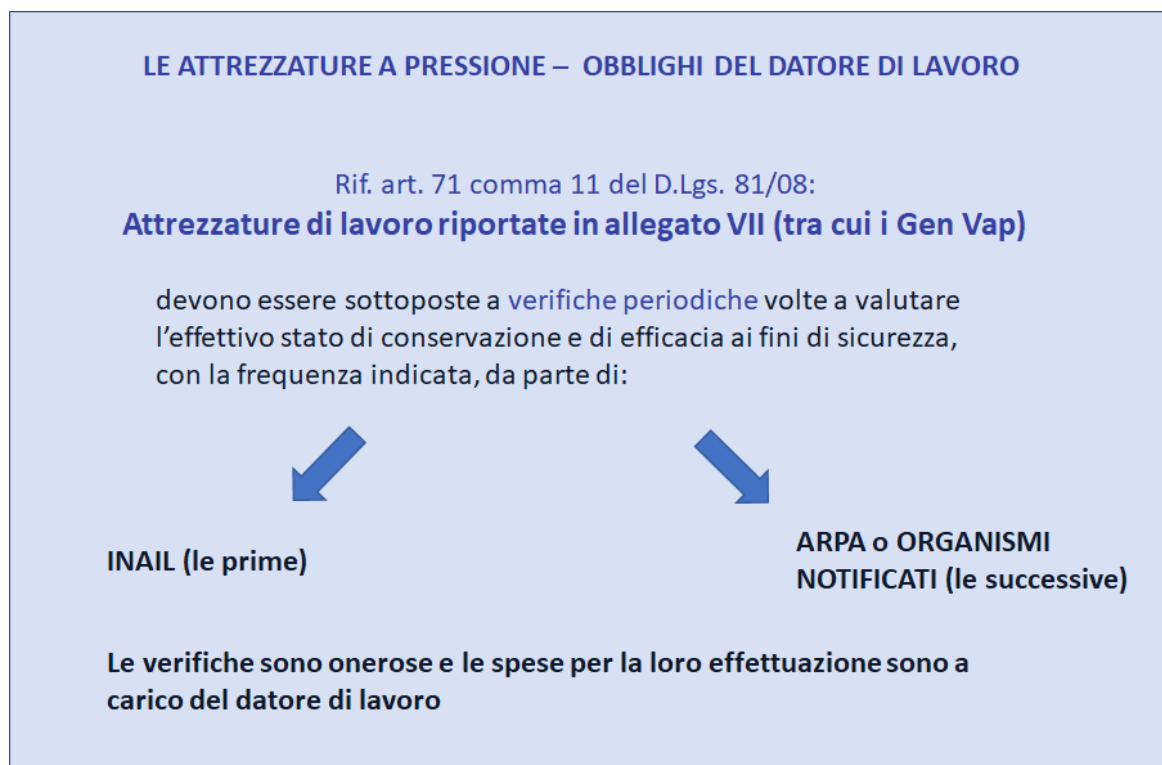 LE ATTREZZATURE A PRESSIONE – OBBLIGHI DEL DATORE DI LAVORO
Rif. art. 71 comma 11 del D.Lgs. 81/08:
Attrezzature di lavoro riportate in allegato VII (tra cui i Gen Vap)
devono essere sottoposte a verifiche periodiche volte a valutare
l’effettivo stato di conservazione e di efficacia ai fini di sicurezza,
con la frequenza indicata, da parte di:
INAIL (le prime)
ARPA o ORGANISMI
NOTIFICATI (le successive)
Le verifiche sono onerose e le spese per la loro effettuazione sono a
carico del datore di lavoro